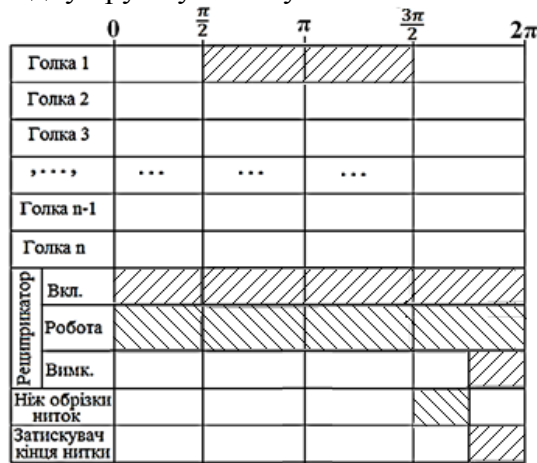 0 π/2 π 3π/2 2π
Голка 1
Голка 2
Голка 3
,...,  ...  ...  ...
Голка n-1
Голка n
Рециприкатор
Вкл.
Робота
Вимк.
Ніж обрізки
ниток
Затискувач
кінця нитки